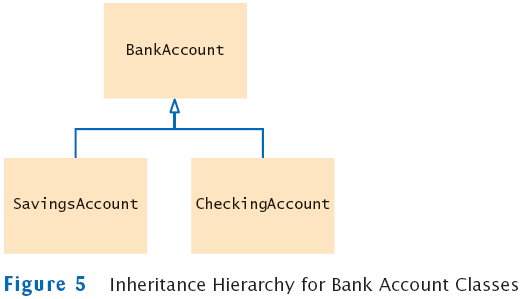 BankAccount
SavingsAccount
CheckingAccount
Figure 5 Inheritance Hierarchy for Bank Account Classes